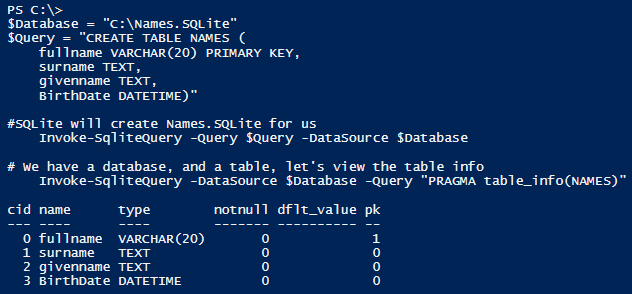 PS C:\>
$Database = "C:\Names.SQLite"
$Query = "CREATE TABLE NAMES (
    fullname VARCHAR(20) PRIMARY KEY,
    surname TEXT,
    givenname TEXT,
    BirthDate DATETIME)"

#SQLite will create Names.SQLite for us
    Invoke-SqliteQuery -Query $Query -DataSource $Database

# We have a database, and a table, let's view the table info
    Invoke-SqliteQuery -DataSource $Database -Query "PRAGMA table_info(NAMES)"

cid name      type        notnull dflt_value pk
--- ----      ----        ------- ---------- --
  0 fullname  VARCHAR(20)       0             1
  1 surname   TEXT              0             0
  2 givenname TEXT              0             0
  3 BirthDate DATETIME          0             0